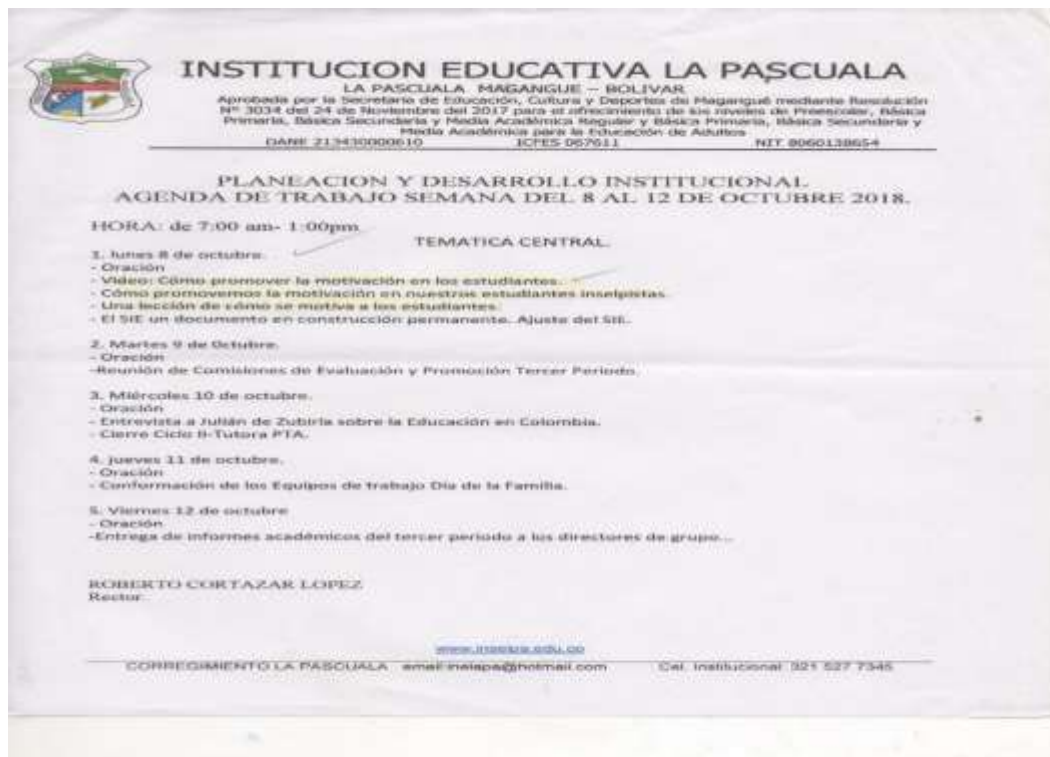 INSTITUCION EDUCATIVA LA PASCUALA
LA PASCUALA MAGANGUE – BOLIVAR
Aprobada por la Secretaria de Educación, Cultura y Deportes de Magangué mediante Resolución
Nº 3034 del 24 de Noviembre del 2017 para el ofrecimiento de los niveles de Preescolar, Básica
Primaria, Básica Secundaria y Media Académica Regular y Básica Primaria, Básica Secundaria y
Media Académica para la Educación de Adultos
DANE 213430000610 ICFES 067611 NIT 8060138654
PLANEACION Y DESARROLLO INSTITUCIONAL
AGENDA DE TRABAJO SEMANA DEL 8 AL 12 DE OCTUBRE 2018.
HORA: de 7:00 am- 1:00pm
TEMATICA CENTRAL.
1. lunes 8 de octubre.
- Oración
- Video: Cómo promover la motivación en los estudiantes.
- Cómo promovemos la motivación en nuestros estudiantes inselpistas.
- Una lección de cómo se motiva a los estudiantes.
- El SIE un documento en construcción permanente. Ajuste del SIE.
2. Martes 9 de Octubre.
- Oración
-Reunión de Comisiones de Evaluación y Promoción Tercer Periodo.
3. Miércoles 10 de octubre.
- Oración
- Entrevista a Julián de Zubiría sobre la Educación en Colombia.
- Cierre Ciclo II-Tutora PTA.
4. jueves 11 de octubre.
- Oración
- Conformación de los Equipos de trabajo Día de la Familia.
5. Viernes 12 de octubre
- Oración
-Entrega de informes académicos del tercer periodo a los directores de grupo...
ROBERTO CORTAZAR LOPEZ
Rector.
CORREGIMIENTO LA PASCUALA email: inelapa@hotmail.com Cel. Institucional 321 527 7345